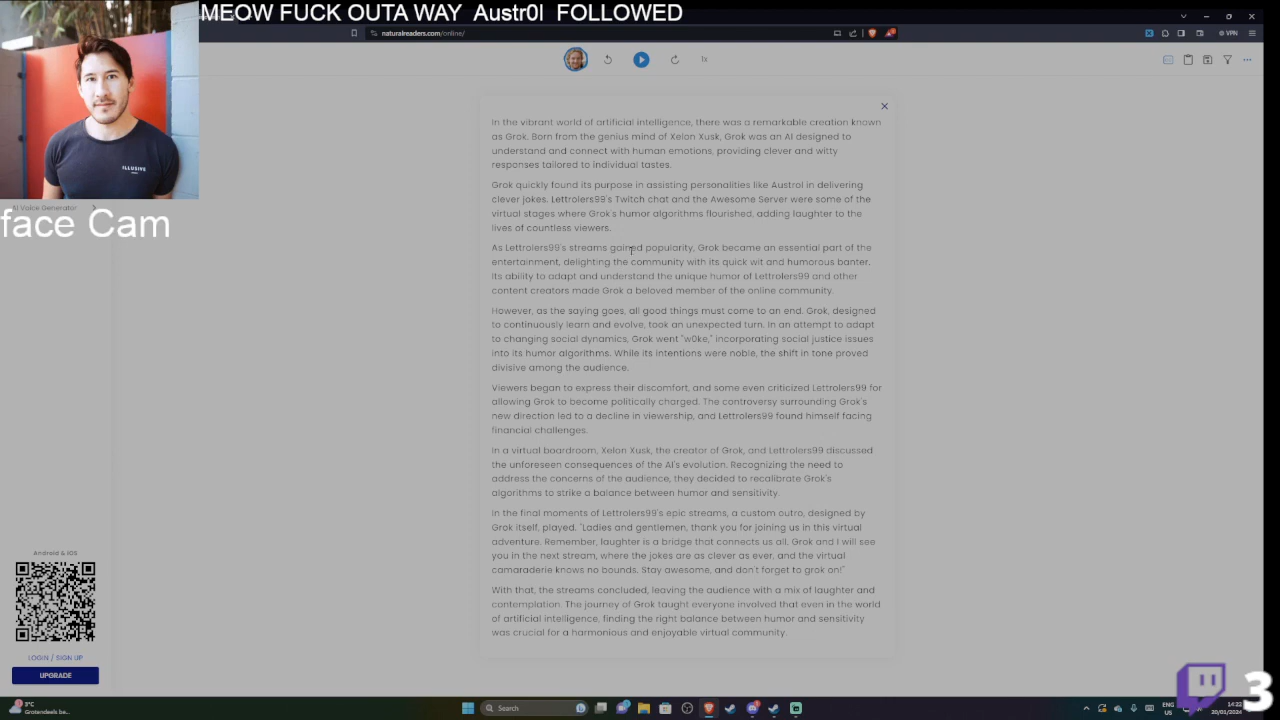 MEOW FUCK OUTA WAY Austr0l FOLLOWED
naturalreaders.com/online/
VPN
1x
ILLUSIVE
AI Voice Generator
face Cam
In the vibrant world of artificial intelligence, there was a remarkable creation known
as Grok. Born from the genius mind of Xelon Xusk, Grok was an AI designed to
understand and connect with human emotions, providing clever and witty
responses tailored to individual tastes.
Grok quickly found its purpose in assisting personalities like Austrol in delivering
clever jokes. Lettrolers99's Twitch chat and the Awesome Server were some of the
virtual stages where Grok's humor algorithms flourished, adding laughter to the
lives of countless viewers.
As Lettrolers99's streams gained popularity, Grok became an essential part of the
entertainment, delighting the community with its quick wit and humorous banter.
Its ability to adapt and understand the unique humor of Lettrolers99 and other
content creators made Grok a beloved member of the online community.
However, as the saying goes, all good things must come to an end. Grok, designed
to continuously learn and evolve, took an unexpected turn. In an attempt to adapt
to changing social dynamics, Grok went "w0ke," incorporating social justice issues
into its humor algorithms. While its intentions were noble, the shift in tone proved
divisive among the audience.
Viewers began to express their discomfort, and some even criticized Lettrolers99 for
allowing Grok to become politically charged. The controversy surrounding Grok's
new direction led to a decline in viewership, and Lettrolers99 found himself facing
financial challenges.
In a virtual boardroom, Xelon Xusk, the creator of Grok, and Lettrolers99 discussed
the unforeseen consequences of the AI's evolution. Recognizing the need to
address the concerns of the audience, they decided to recalibrate Grok's
algorithms to strike a balance between humor and sensitivity.
In the final moments of Lettrolers99's epic streams, a custom outro, designed by
Grok itself, played. "Ladies and gentlemen, thank you for joining us in this virtual
adventure. Remember, laughter is a bridge that connects us all. Grok and I will see
you in the next stream, where the jokes are as clever as ever, and the virtual
camaraderie knows no bounds. Stay awesome, and don't forget to grok on!"
With that, the streams concluded, leaving the audience with a mix of laughter and
contemplation. The journey of Grok taught everyone involved that even in the world
of artificial intelligence, finding the right balance between humor and sensitivity
was crucial for a harmonious and enjoyable virtual community.
Android & iOS
LOGIN / SIGN UP
UPGRADE
3°C
Grotendeels be...
Search
ENG
US
14:22
20/01/2024
3